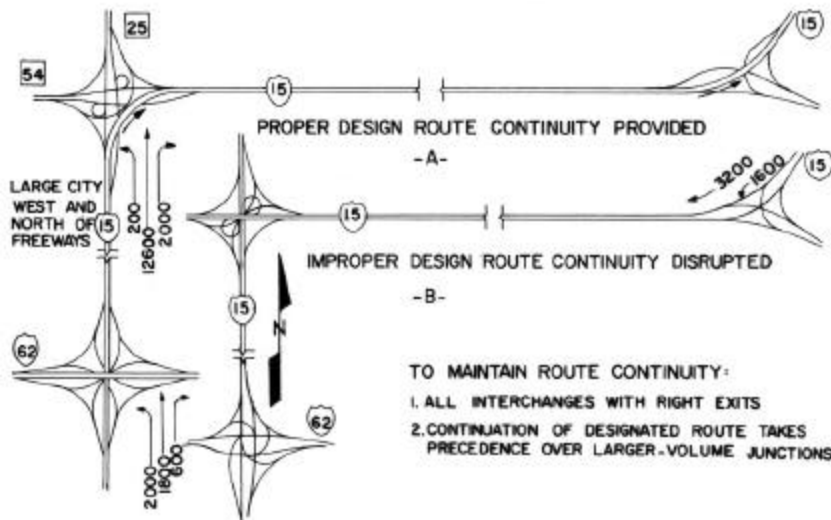 25
54
15
15
PROPER DESIGN ROUTE CONTINUITY PROVIDED
-A-
LARGE CITY
WEST AND
NORTH OF
FREEWAYS
15
200
12600
2000
15
3200
1600
15
IMPROPER DESIGN ROUTE CONTINUITY DISRUPTED
-B-
15
N
62
2000
1800
600
62
TO MAINTAIN ROUTE CONTINUITY:
1. ALL INTERCHANGES WITH RIGHT EXITS
2. CONTINUATION OF DESIGNATED ROUTE TAKES
PRECEDENCE OVER LARGER-VOLUME JUNCTIONS